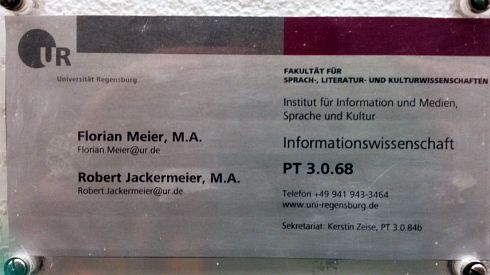 UR
Universität Regensburg
FAKULTÄT FÜR
SPRACH-, LITERATUR- UND KULTURWISSENSCHAFTEN
Institut für Information und Medien,
Sprache und Kultur
Florian Meier, M.A.
Florian.Meier@ur.de
Robert Jackermeier, M.A.
Robert.Jackermeier@ur.de
Informationswissenschaft
PT 3.0.68
Telefon +49 941 943-3464
www.uni-regensburg.de
Sekretariat: Kerstin Zeise, PT 3.0.84b